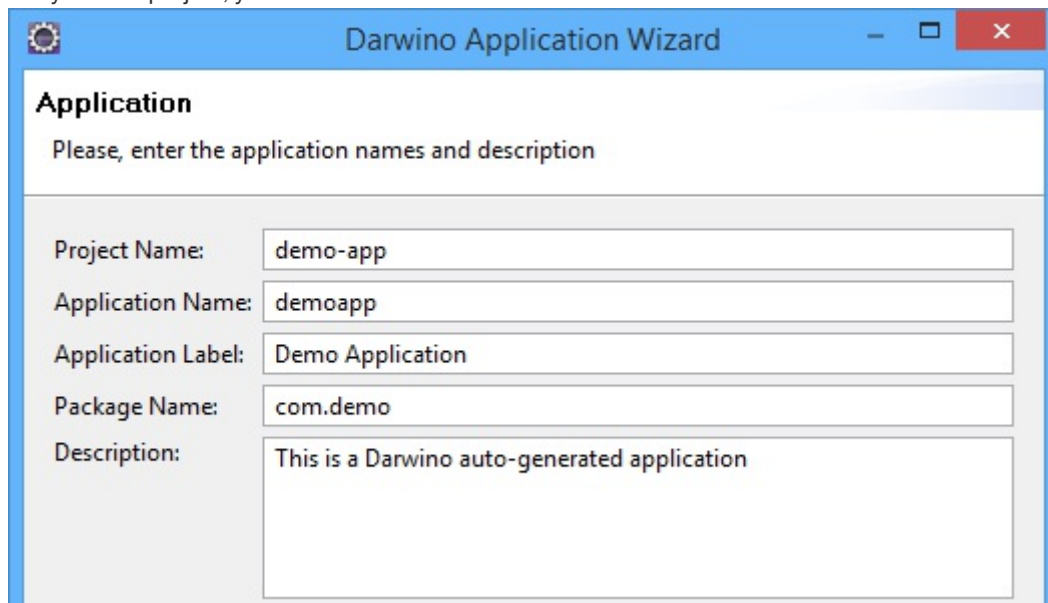 Darwino Application Wizard
Application
Please, enter the application names and description
Project Name: demo-app
Application Name: demoapp
Application Label: Demo Application
Package Name: com.demo
Description: This is a Darwino auto-generated application